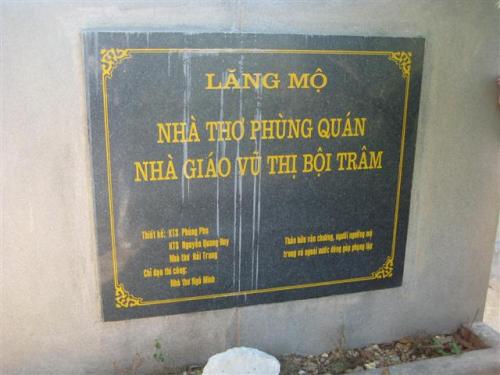 LĂNG MỘ
NHÀ THƠ PHÙNG QUÁN
NHÀ GIÁO VŨ THỊ BỘI TRÂM
Thiết kế: KTS Phùng Phu
KTS Nguyễn Quang Huy
Nhà thơ Hải Trung
Chỉ đạo thi công:
Nhà thơ Ngô Minh
Thân hữu văn chương, người ngưỡng mộ
trong và ngoài nước đóng góp phụng lập